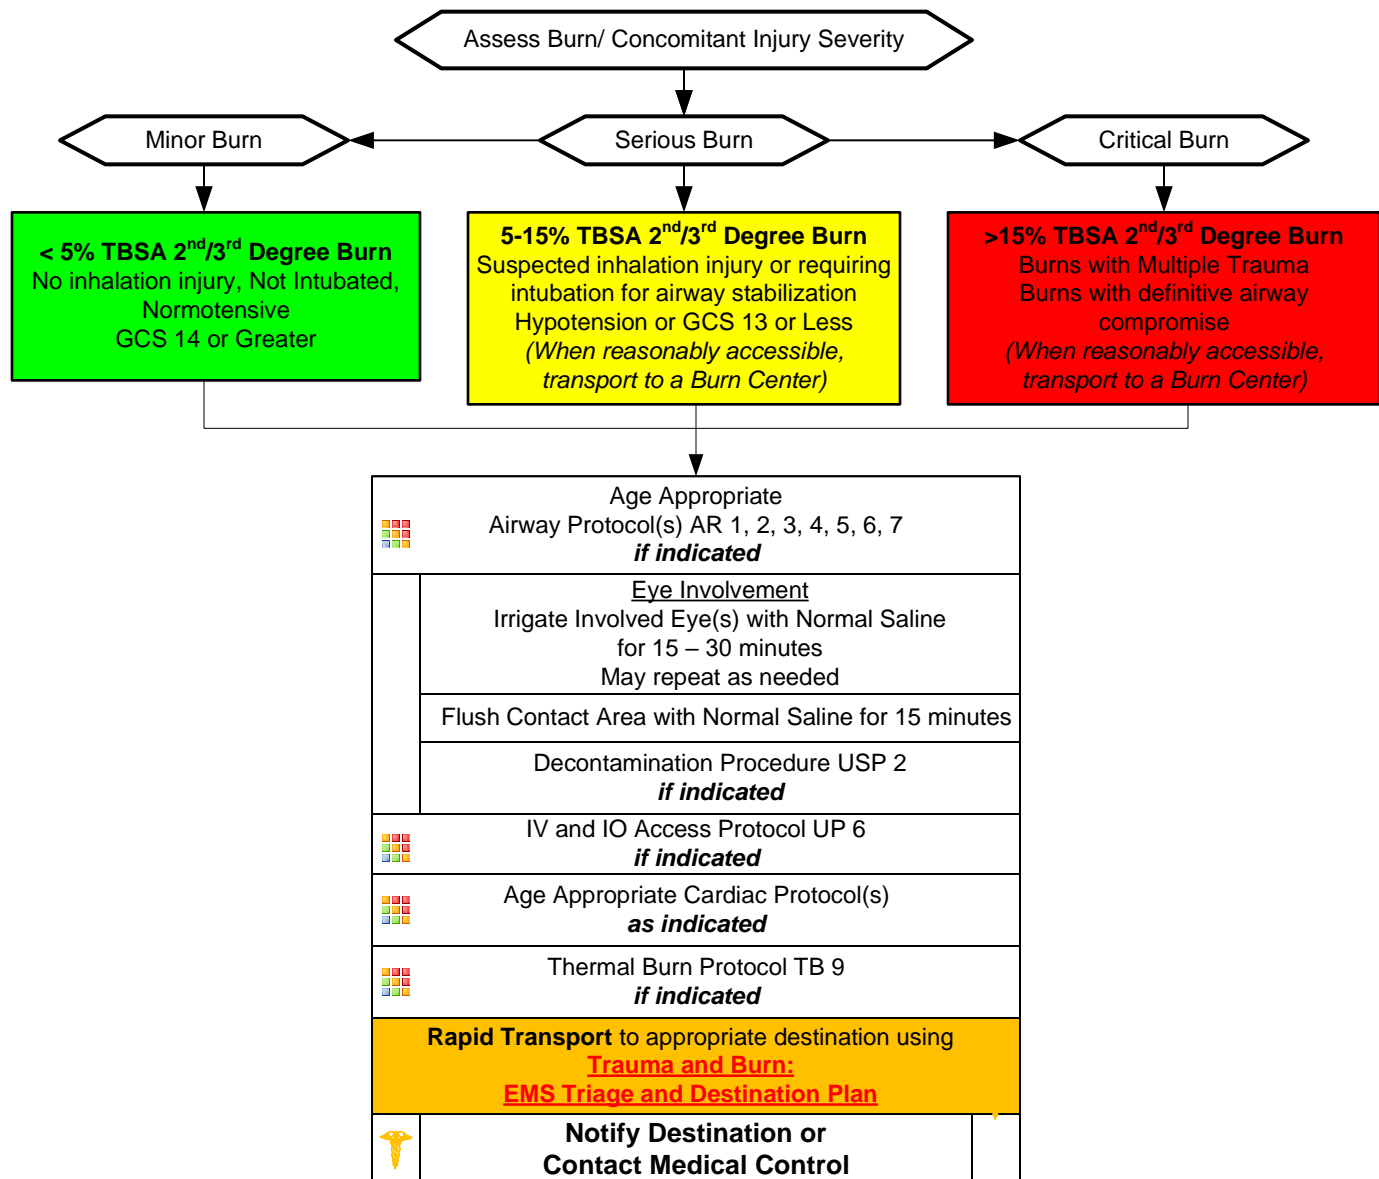 Assess Burn/ Concomitant Injury Severity
Minor Burn
Serious Burn
Critical Burn
< 5% TBSA 2nd/3rd Degree Burn
No inhalation injury, Not Intubated,
Normotensive
GCS 14 or Greater
5-15% TBSA 2nd/3rd Degree Burn
Suspected inhalation injury or requiring
intubation for airway stabilization
Hypotension or GCS 13 or Less
(When reasonably accessible,
transport to a Burn Center)
>15% TBSA 2nd/3rd Degree Burn
Burns with Multiple Trauma
Burns with definitive airway
compromise
(When reasonably accessible,
transport to a Burn Center)
Age Appropriate
Airway Protocol(s) AR 1, 2, 3, 4, 5, 6, 7
if indicated
Eye Involvement
Irrigate Involved Eye(s) with Normal Saline
for 15 – 30 minutes
May repeat as needed
Flush Contact Area with Normal Saline for 15 minutes
Decontamination Procedure USP 2
if indicated
IV and IO Access Protocol UP 6
if indicated
Age Appropriate Cardiac Protocol(s)
as indicated
Thermal Burn Protocol TB 9
if indicated
Rapid Transport to appropriate destination using
Trauma and Burn:
EMS Triage and Destination Plan
Notify Destination or
Contact Medical Control